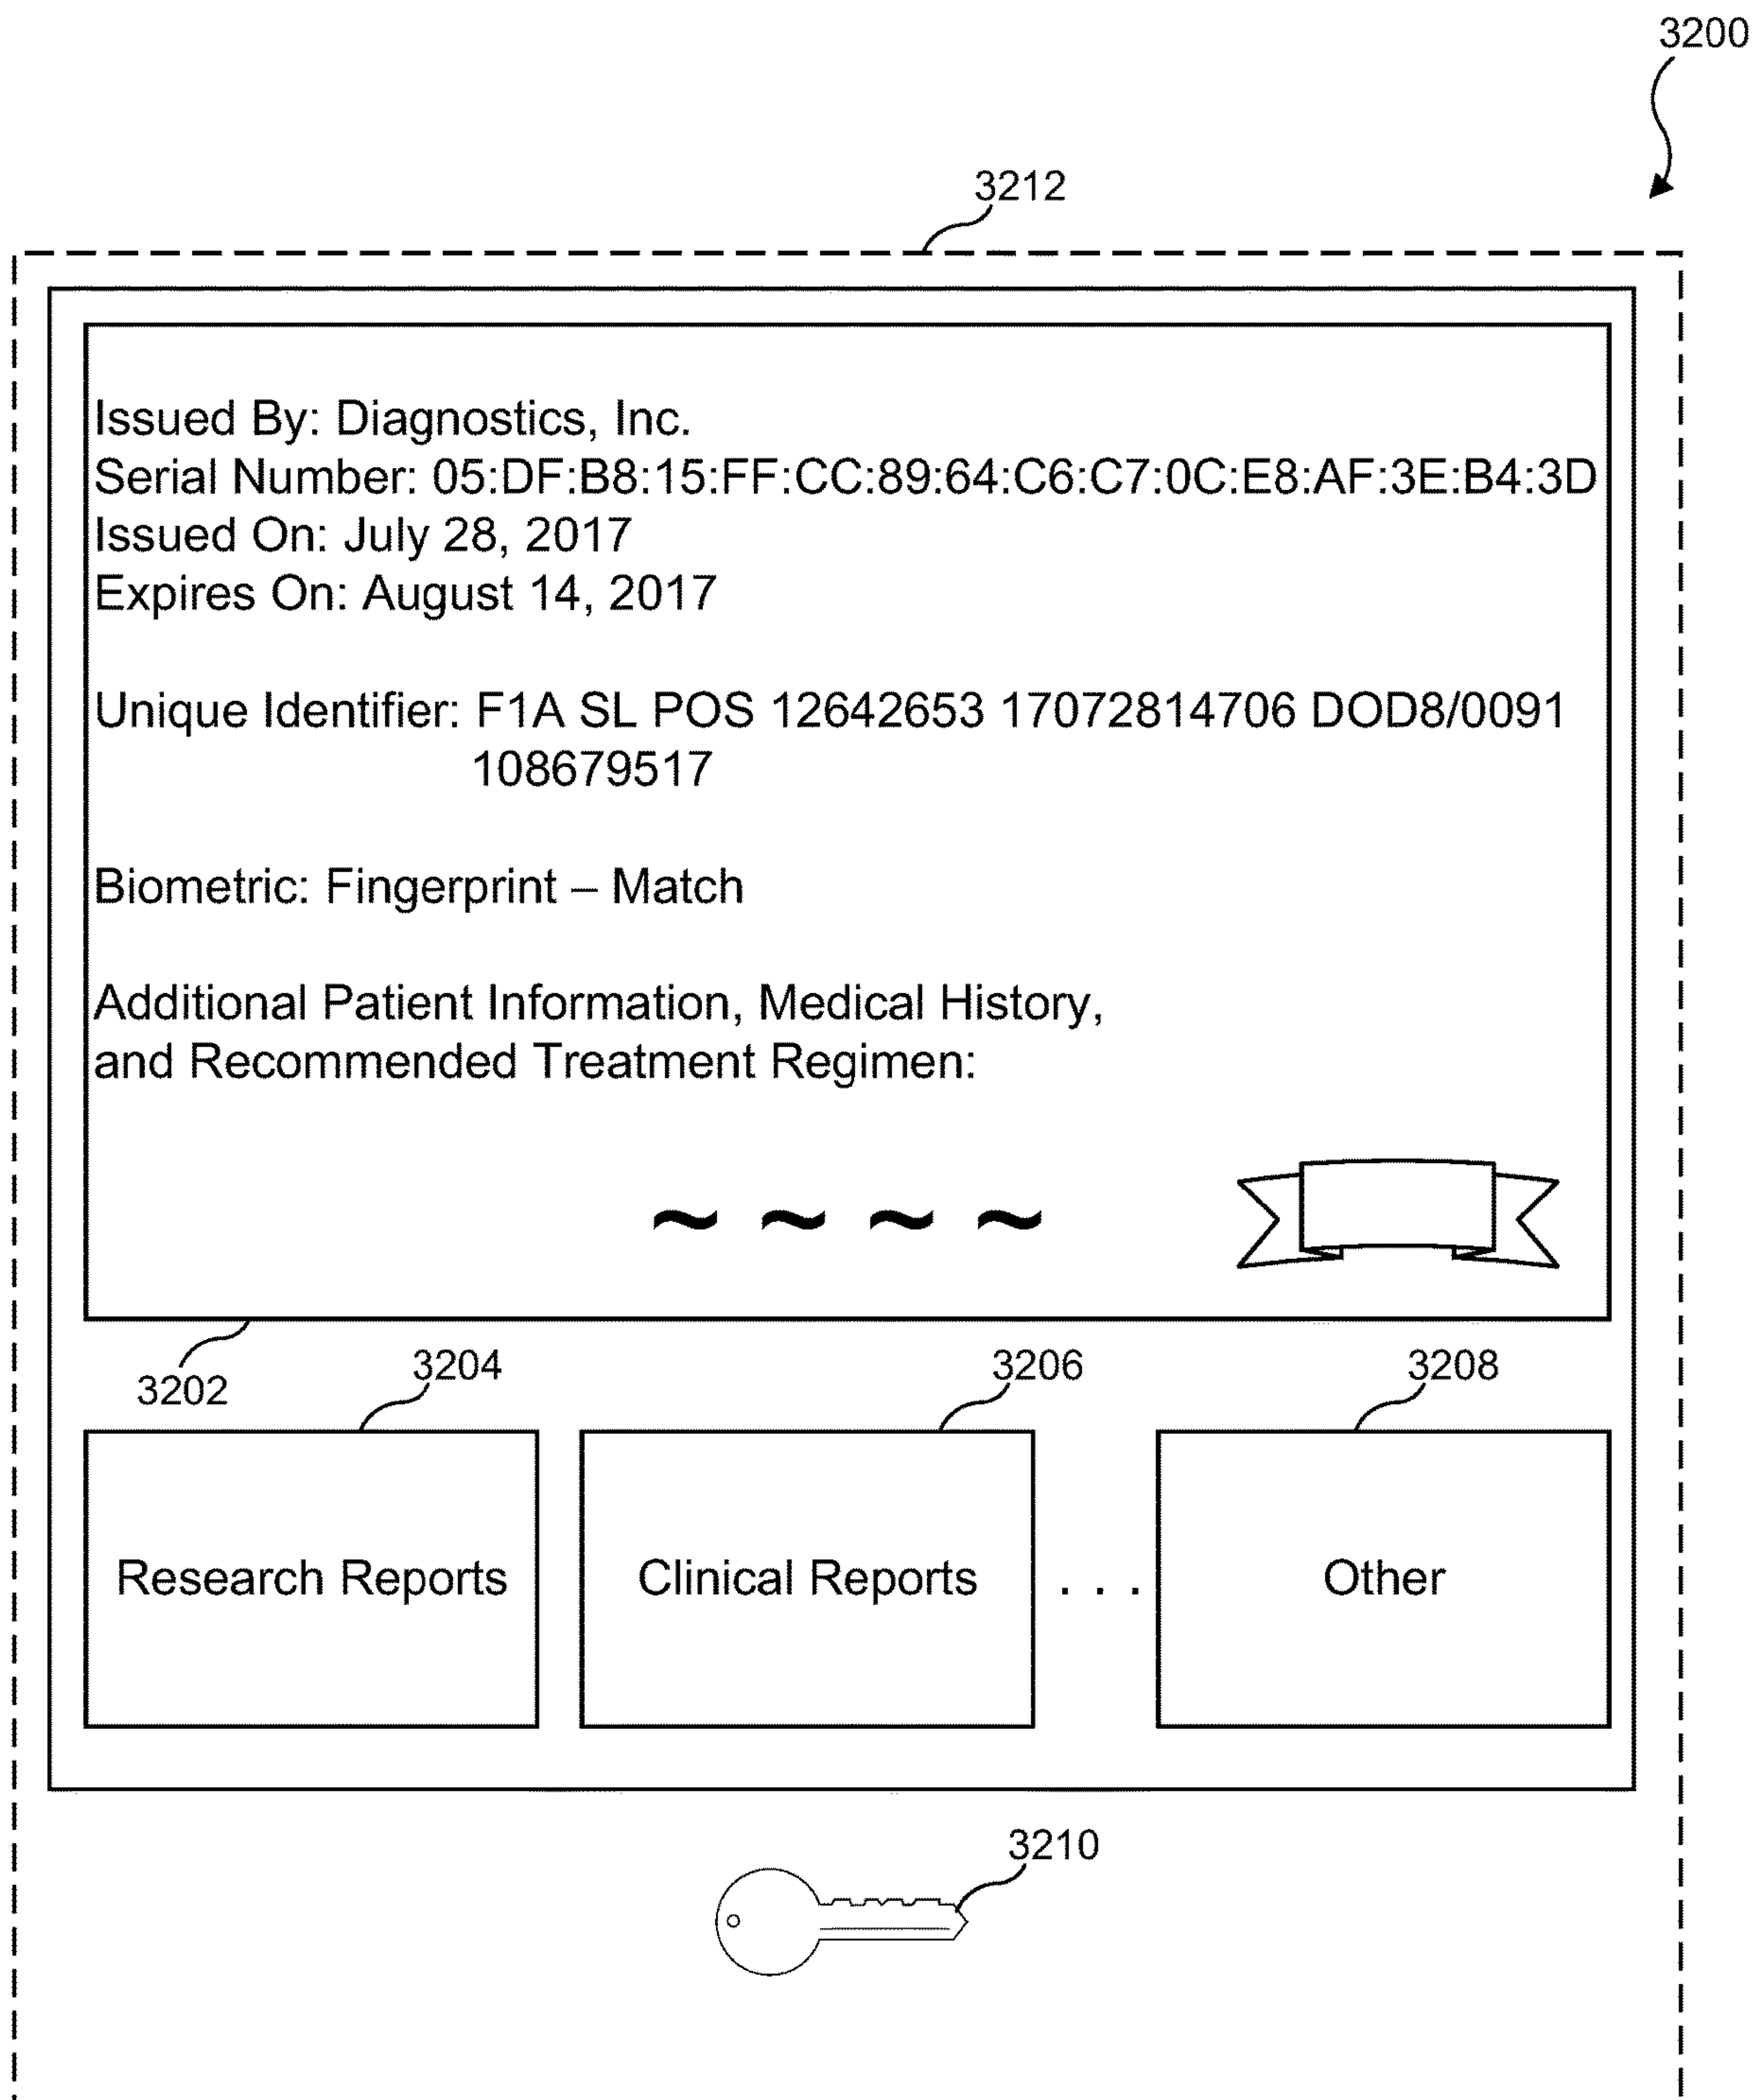 3200
3212
Issued By: Diagnostics, Inc.
Serial Number: 05:DF:B8:15:FF:CC:89:64:C6:C7:0C:E8:AF:3E:B4:3D
Issued On: July 28, 2017
Expires On: August 14, 2017
Unique Identifier: F1A SL POS 12642653 17072814706 DOD8/0091
108679517
Biometric: Fingerprint – Match
Additional Patient Information, Medical History,
and Recommended Treatment Regimen:
~ ~ ~ ~
3202
3204
3206
3208
Research Reports
Clinical Reports
. . .
Other
3210